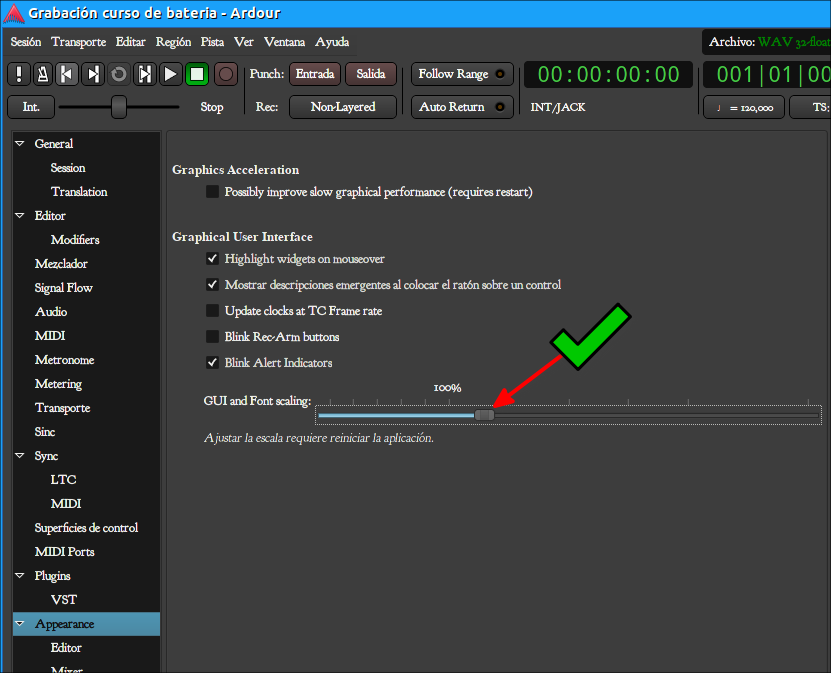 Grabación curso de bateria - Ardour
Sesión Transporte Editar Región Pista Ver Ventana Ayuda
Archivo: WAV 32-float
Punch: Entrada Salida Follow Range 00:00:00:00 001|01|00
Int. Stop Rec: Non-Layered Auto Return INT/JACK ♩ = 120,000 TS:
General
Session
Translation
Editor
Modifiers
Mezclador
Signal Flow
Audio
MIDI
Metronome
Metering
Transporte
Sinc
Sync
LTC
MIDI
Superficies de control
MIDI Ports
Plugins
VST
Appearance
Editor
Mixer
Graphics Acceleration
Possibly improve slow graphical performance (requires restart)
Graphical User Interface
Highlight widgets on mouseover
Mostrar descripciones emergentes al colocar el ratón sobre un control
Update clocks at TC Frame rate
Blink Rec-Arm buttons
Blink Alert Indicators
100%
GUI and Font scaling:
Ajustar la escala requiere reiniciar la aplicación.